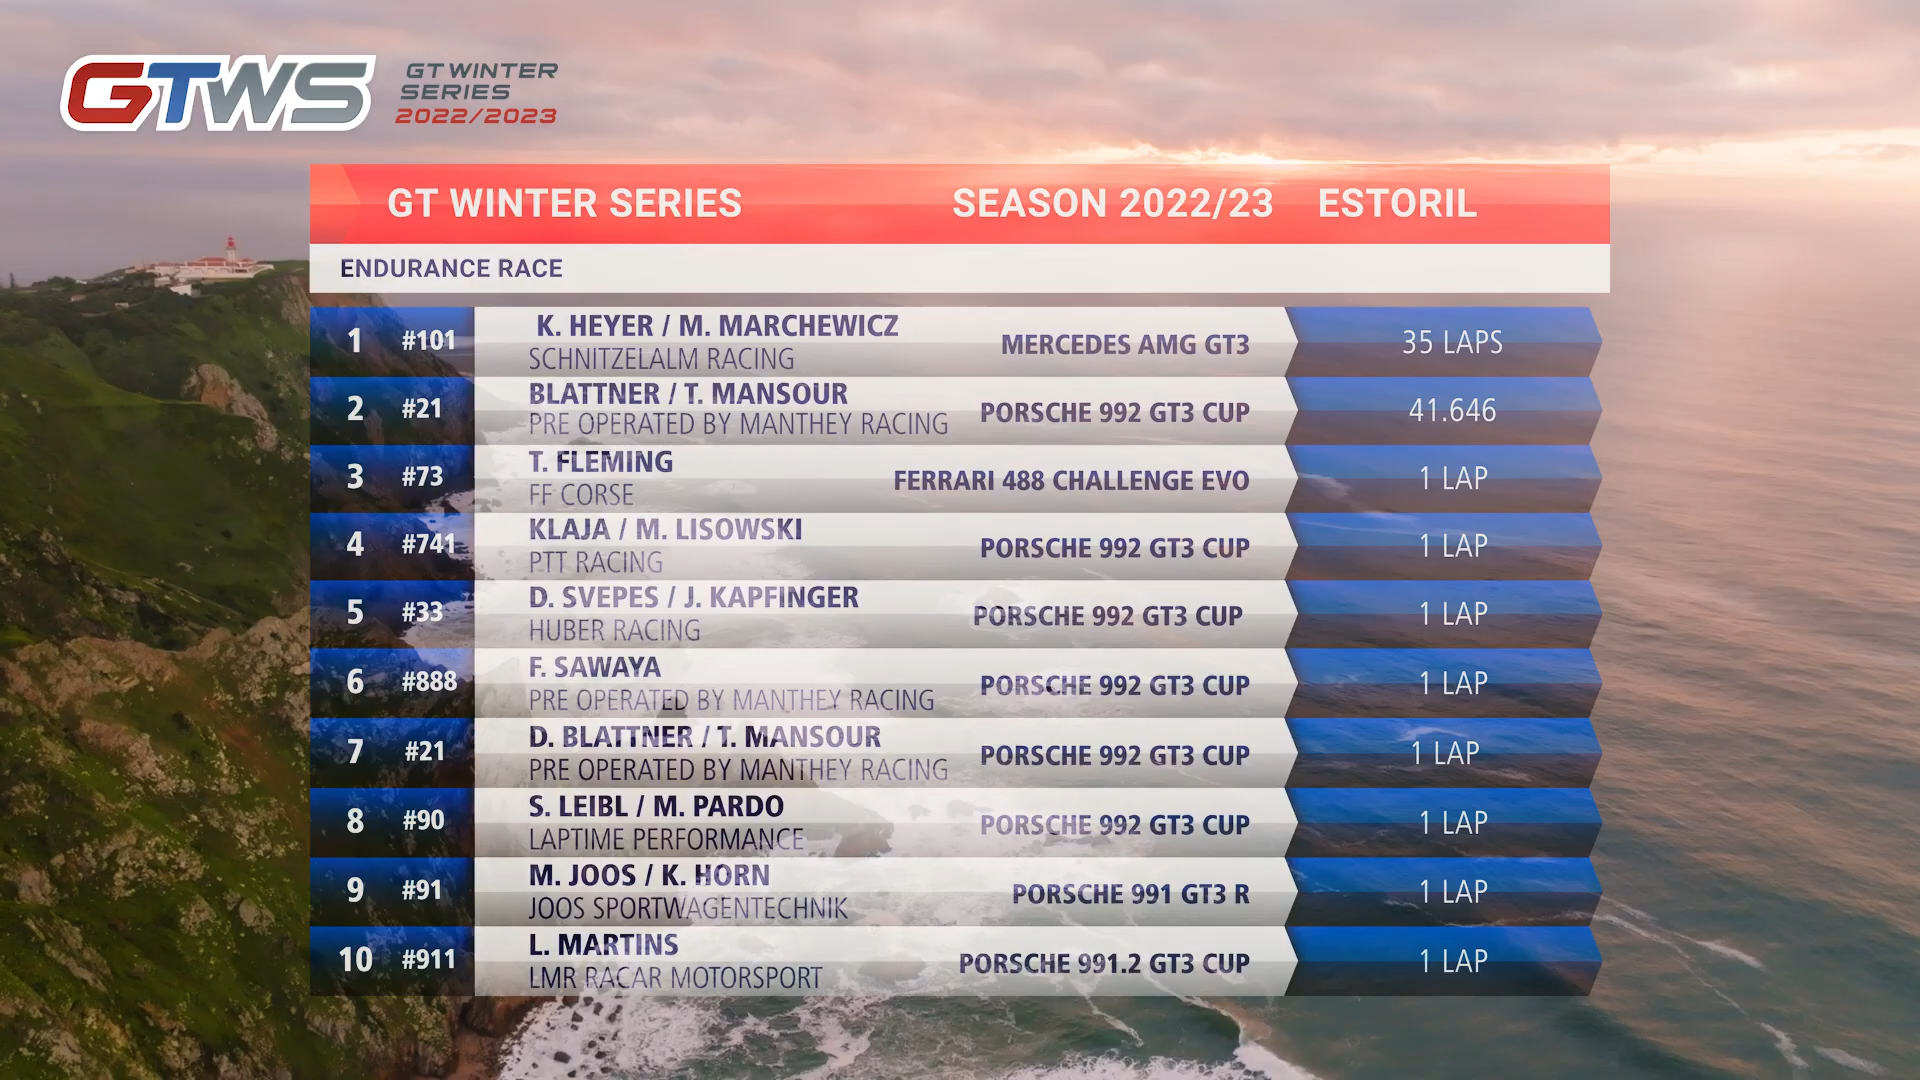 GTWS
GT WINTER
SERIES
2022/2023
GT WINTER SERIES SEASON 2022/23 ESTORIL
ENDURANCE RACE
1 #101 K. HEYER / M. MARCHEWICZ MERCEDES AMG GT3 35 LAPS
SCHNITZELALM RACING
2 #21 BLATTNER / T. MANSOUR PORSCHE 992 GT3 CUP 41.646
PRE OPERATED BY MANTHEY RACING
3 #73 T. FLEMING FERRARI 488 CHALLENGE EVO 1 LAP
FF CORSE
4 #741 KLAJA / M. LISOWSKI PORSCHE 992 GT3 CUP 1 LAP
PTT RACING
5 #33 D. SVEPES / J. KAPFINGER PORSCHE 992 GT3 CUP 1 LAP
HUBER RACING
6 #888 F. SAWAYA PORSCHE 992 GT3 CUP 1 LAP
PRE OPERATED BY MANTHEY RACING
7 #21 D. BLATTNER / T. MANSOUR PORSCHE 992 GT3 CUP 1 LAP
PRE OPERATED BY MANTHEY RACING
8 #90 S. LEIBL / M. PARDO PORSCHE 992 GT3 CUP 1 LAP
LAPTIME PERFORMANCE
9 #91 M. JOOS / K. HORN PORSCHE 991 GT3 R 1 LAP
JOOS SPORTWAGENTECHNIK
10 #911 L. MARTINS PORSCHE 991.2 GT3 CUP 1 LAP
LMR RACAR MOTORSPORT